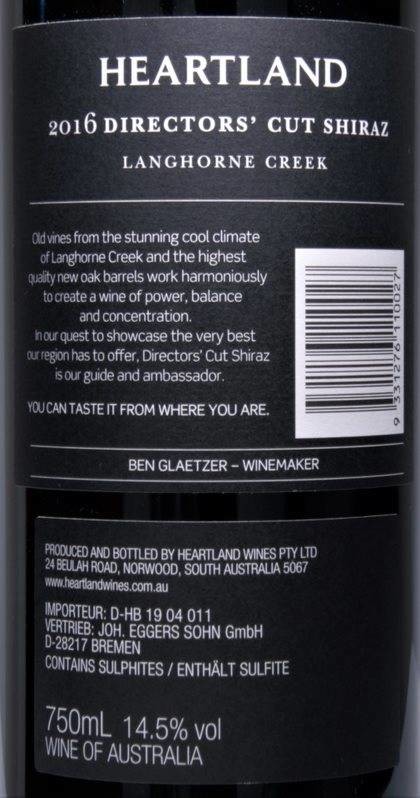 HEARTLAND
2016 DIRECTORS' CUT SHIRAZ
LANGHORNE CREEK
Old vines from the stunning cool climate
of Langhorne Creek and the highest
quality new oak barrels work harmoniously
to create a wine of power, balance
and concentration.
In our quest to showcase the very best
our region has to offer, Directors' Cut Shiraz
is our guide and ambassador.
YOU CAN TASTE IT FROM WHERE YOU ARE.
9 331276 110027
BEN GLAETZER – WINEMAKER
PRODUCED AND BOTTLED BY HEARTLAND WINES PTY LTD
24 BEULAH ROAD, NORWOOD, SOUTH AUSTRALIA 5067
www.heartlandwines.com.au
IMPORTEUR: D-HB 19 04 011
VERTRIEB: JOH. EGGERS SOHN GmbH
D-28217 BREMEN
CONTAINS SULPHITES / ENTHÄLT SULFITE
750mL 14.5% vol
WINE OF AUSTRALIA